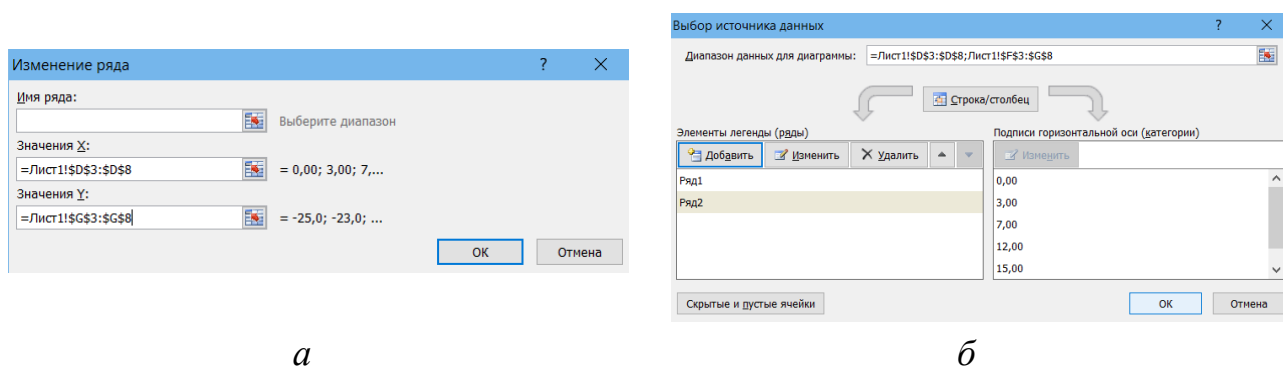 Изменение ряда ? ×
Имя ряда:
Выберите диапазон
Значения X:
=Лист1!$D$3:$D$8 = 0,00; 3,00; 7,...
Значения Y:
=Лист1!$G$3:$G$8 = -25,0; -23,0; ...
ОК Отмена
а
Выбор источника данных ? ×
Диапазон данных для диаграммы: =Лист1!$D$3:$D$8;Лист1!$F$3:$G$8
Строка/столбец
Элементы легенды (ряды)
Добавить Изменить Удалить
Ряд1
Ряд2
Подписи горизонтальной оси (категории)
Изменить
0,00
3,00
7,00
12,00
15,00
Скрытые и пустые ячейки
ОК Отмена
б